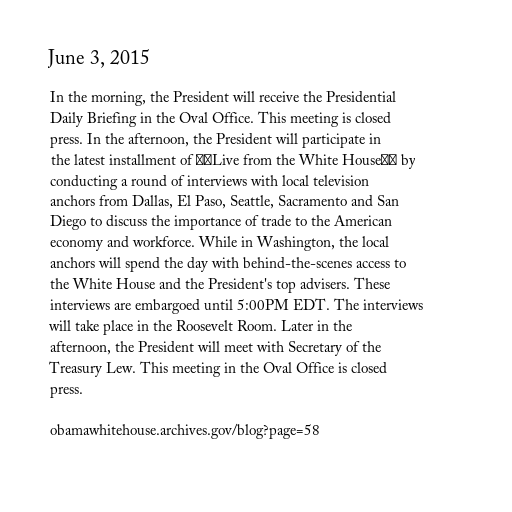 June 3, 2015
In the morning, the President will receive the Presidential
Daily Briefing in the Oval Office. This meeting is closed
press. In the afternoon, the President will participate in
the latest installment of Live from the White House by
conducting a round of interviews with local television
anchors from Dallas, El Paso, Seattle, Sacramento and San
Diego to discuss the importance of trade to the American
economy and workforce. While in Washington, the local
anchors will spend the day with behind-the-scenes access to
the White House and the President's top advisers. These
interviews are embargoed until 5:00PM EDT. The interviews
will take place in the Roosevelt Room. Later in the
afternoon, the President will meet with Secretary of the
Treasury Lew. This meeting in the Oval Office is closed
press.
obamawhitehouse.archives.gov/blog?page=58